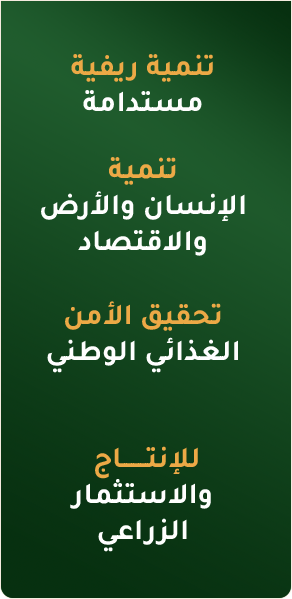 تنمية ريفية
مستدامة
تنمية
الإنسان والأرض
والاقتصاد
تحقيق الأمن
الغذائي الوطني
للإنتـــاج
والاستثمار
الزراعي